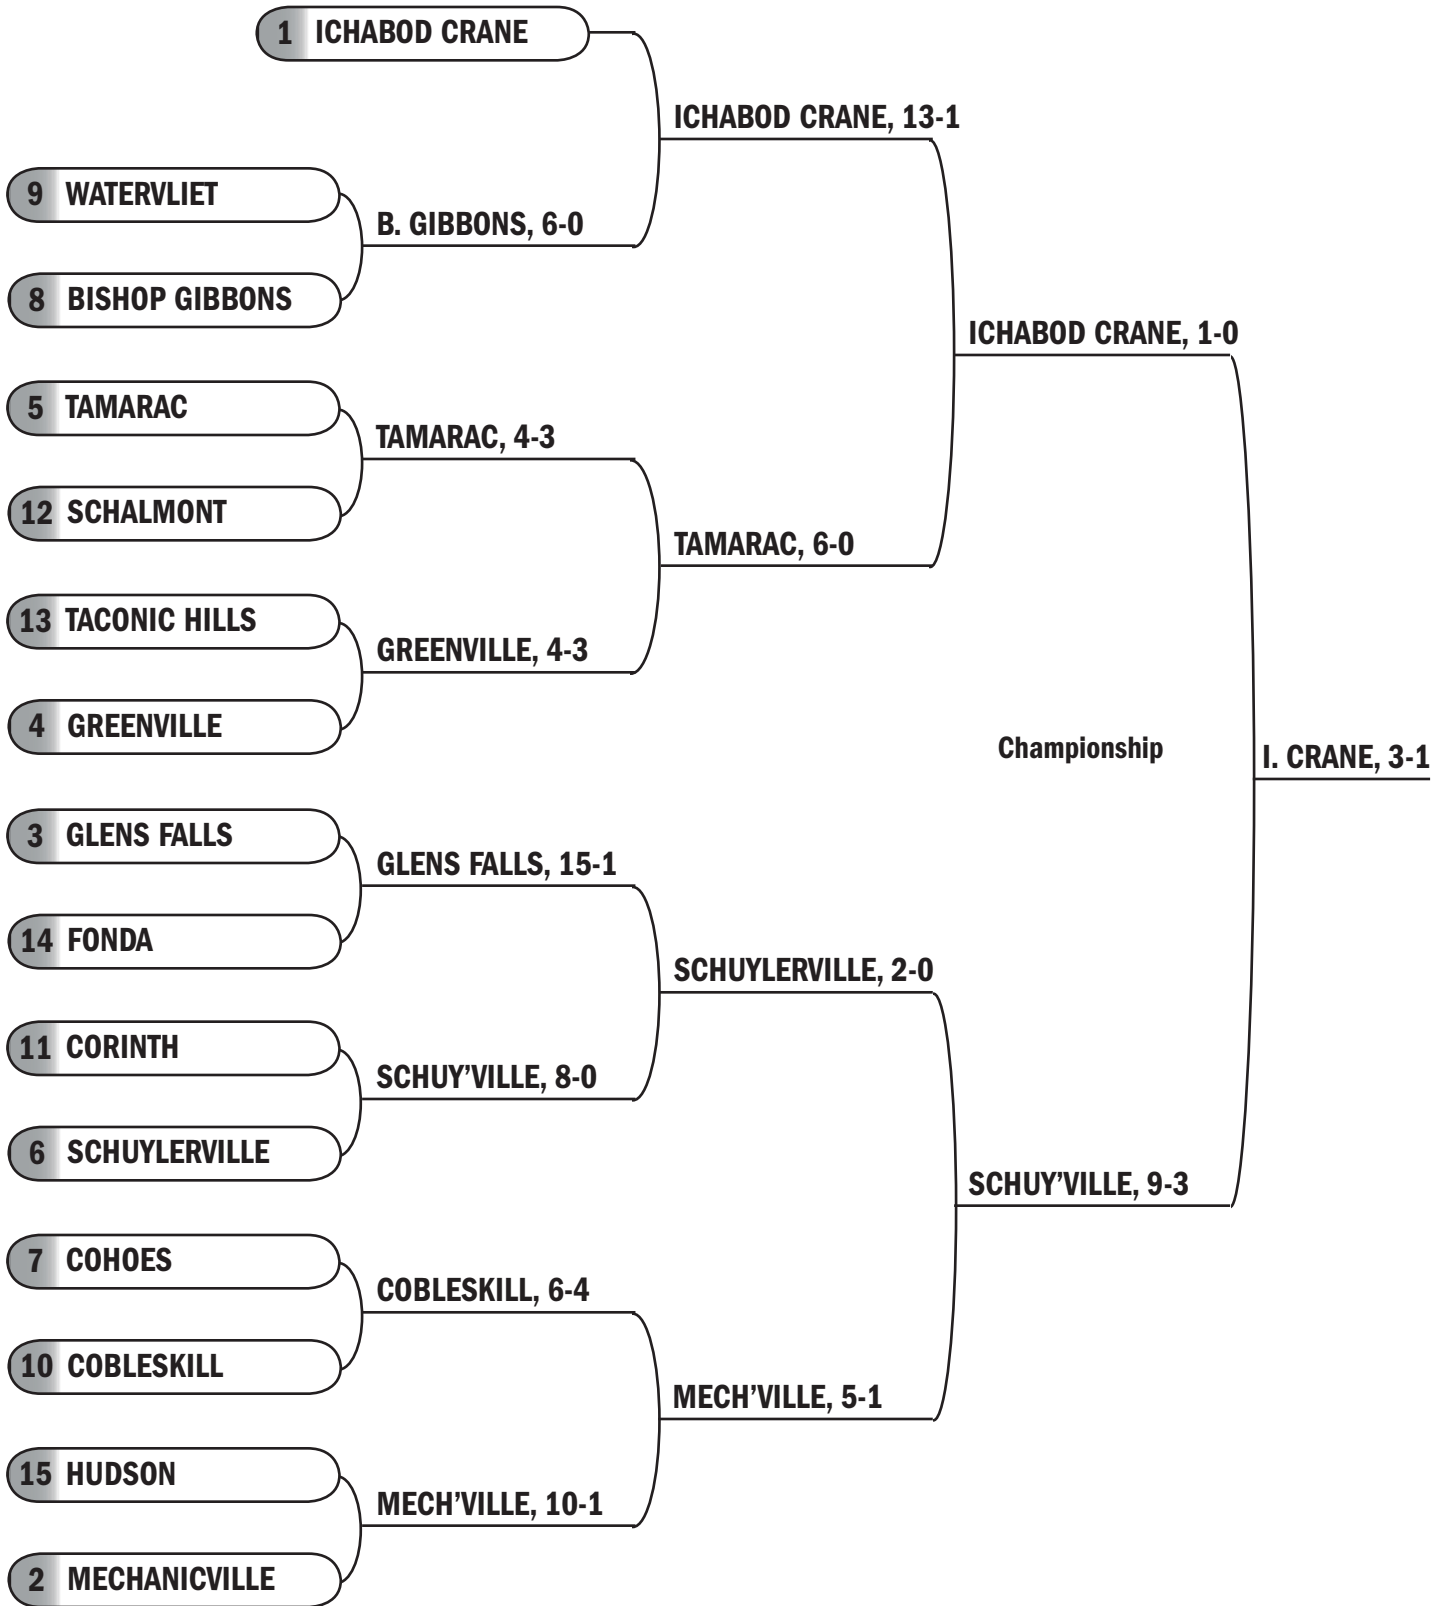 1 ICHABOD CRANE
ICHABOD CRANE, 13-1
9 WATERVLIET
B. GIBBONS, 6-0
8 BISHOP GIBBONS
ICHABOD CRANE, 1-0
5 TAMARAC
TAMARAC, 4-3
12 SCHALMONT
TAMARAC, 6-0
13 TACONIC HILLS
GREENVILLE, 4-3
4 GREENVILLE
Championship
I. CRANE, 3-1
3 GLENS FALLS
GLENS FALLS, 15-1
14 FONDA
SCHUYLERVILLE, 2-0
11 CORINTH
SCHUY’VILLE, 8-0
6 SCHUYLERVILLE
SCHUY’VILLE, 9-3
7 COHOES
COBLESKILL, 6-4
10 COBLESKILL
MECH’VILLE, 5-1
15 HUDSON
MECH’VILLE, 10-1
2 MECHANICVILLE